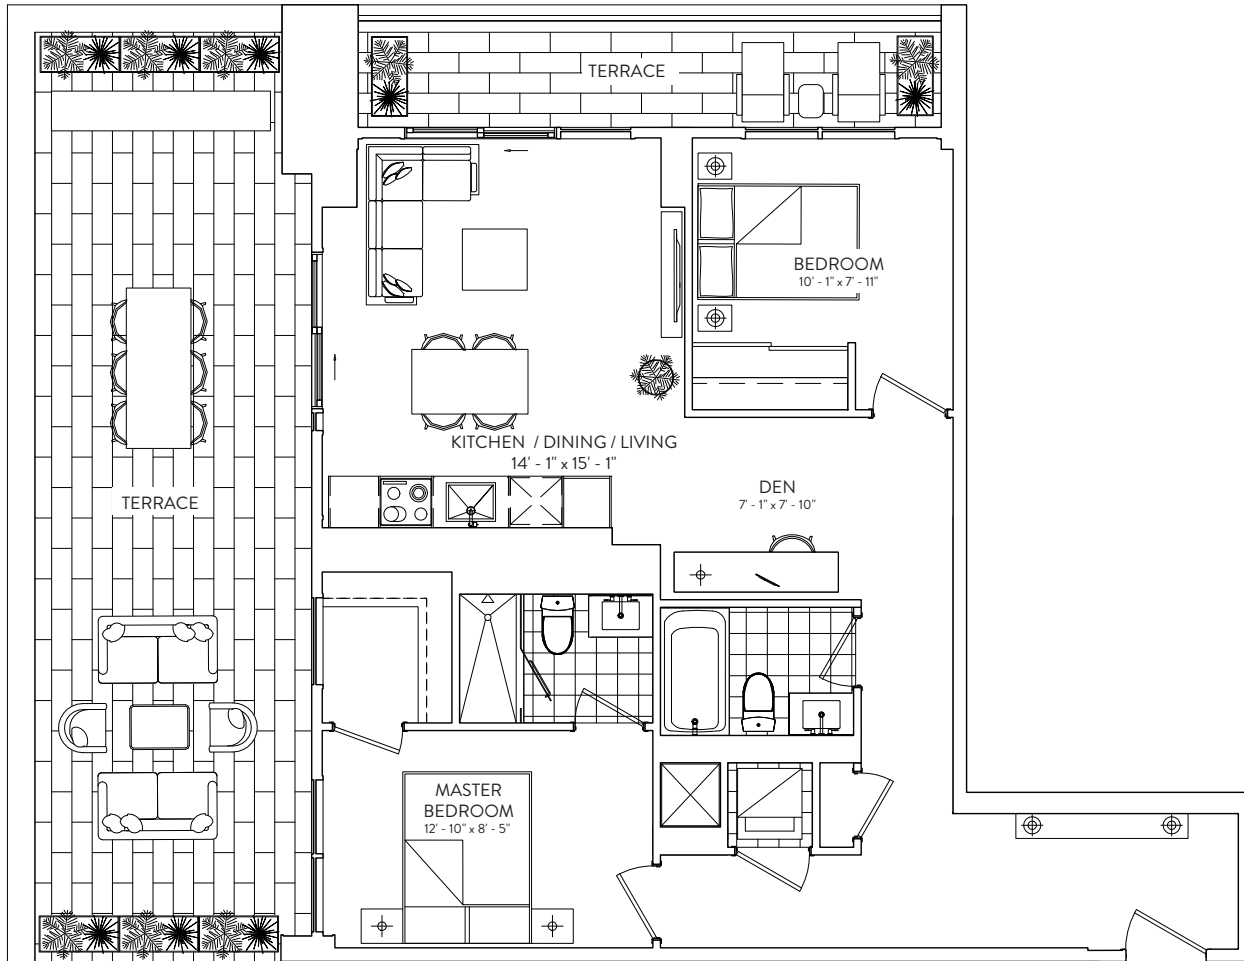 TERRACE
BEDROOM
10' - 1" x 7' - 11"
KITCHEN / DINING / LIVING
14' - 1" x 15' - 1"
DEN
7' - 1" x 7' - 10"
TERRACE
MASTER
BEDROOM
12' - 10" x 8' - 5"